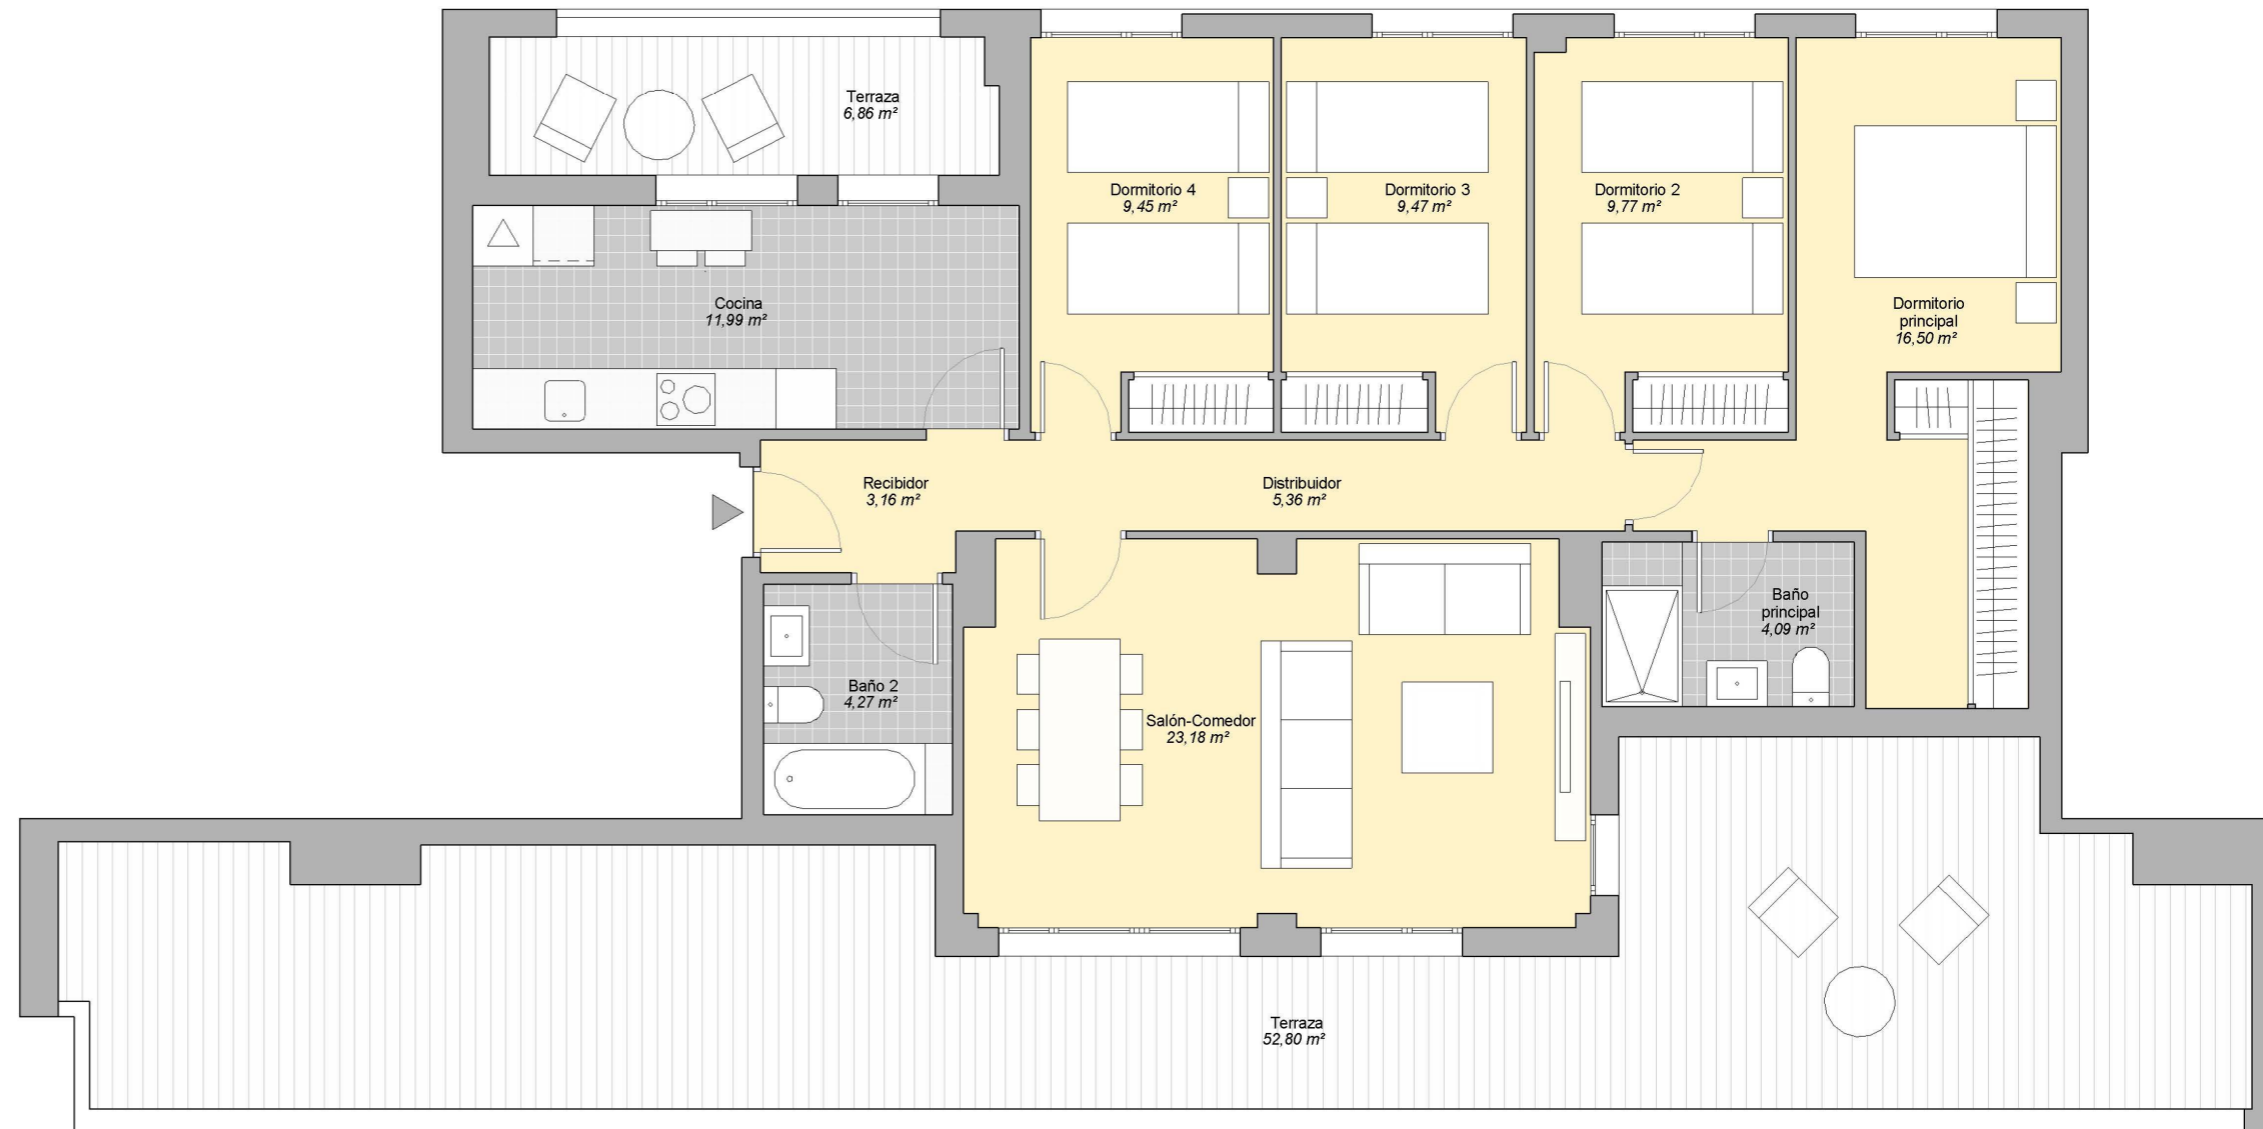 Terraza
6,86 m²
Dormitorio 4
9,45 m²
Dormitorio 3
9,47 m²
Dormitorio 2
9,77 m²
Cocina
11,99 m²
Dormitorio
principal
16,50 m²
Recibidor
3,16 m²
Distribuidor
5,36 m²
Baño
principal
4,09 m²
Baño 2
4,27 m²
Salón-Comedor
23,18 m²
Terraza
52,80 m²